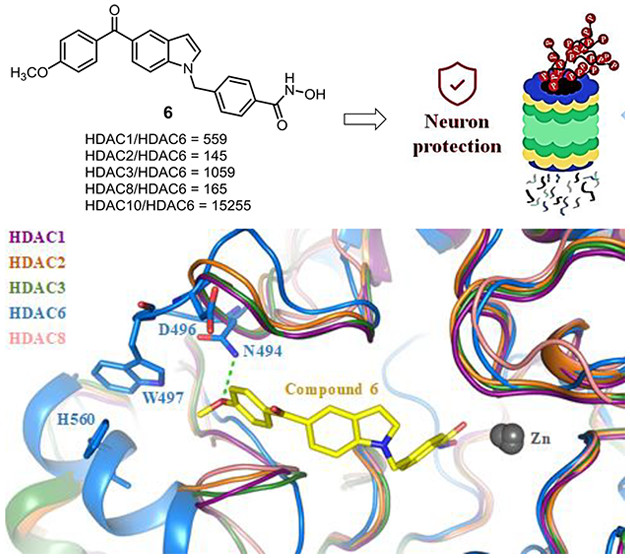 O
H₃CO
N
H
N
OH
O
6
HDAC1/HDAC6 = 559
HDAC2/HDAC6 = 145
HDAC3/HDAC6 = 1059
HDAC8/HDAC6 = 165
HDAC10/HDAC6 = 15255
Neuron
protection
HDAC1
HDAC2
HDAC3
HDAC6
HDAC8
D496
N494
W497
H560
Compound 6
Zn